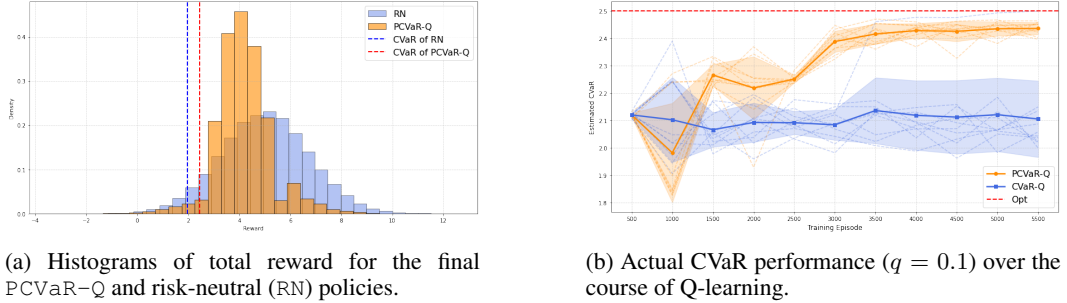 RN
PCVaR-Q
CVaR of RN
CVaR of PCVaR-Q
Density
0.4
0.3
0.2
0.1
0.0
-4
-2
0
2
4
6
8
10
12
Reward
(a) Histograms of total reward for the final
PCVaR-Q and risk-neutral (RN) policies.
Estimated CVaR
2.5
2.4
2.3
2.2
2.1
2.0
1.9
1.8
500
1000
1500
2000
2500
3000
3500
4000
4500
5000
5500
Training Episode
PCVaR-Q
CVaR-Q
Opt
(b) Actual CVaR performance (q = 0.1) over the
course of Q-learning.